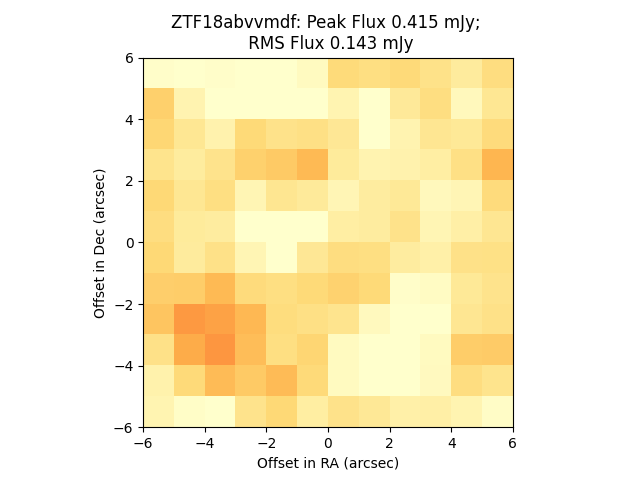 ZTF18abvvmdf: Peak Flux 0.415 mJy;
RMS Flux 0.143 mJy
6
4
2
0
−2
−4
−6
Offset in Dec (arcsec)
−6 −4 −2 0 2 4 6
Offset in RA (arcsec)